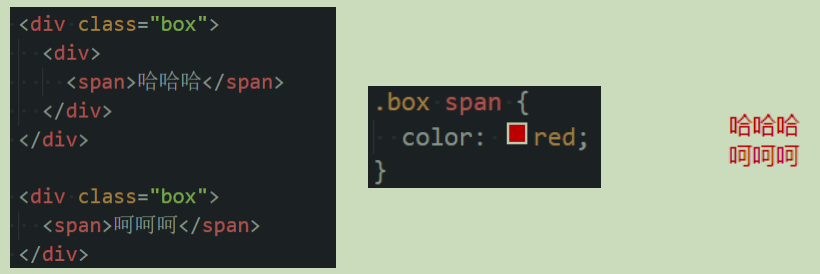 <div class="box">
  <div>
    <span>哈哈哈</span>
  </div>
</div>

<div class="box">
  <span>呵呵呵</span>
</div>
.box span {
  color: red;
}
哈哈哈
呵呵呵